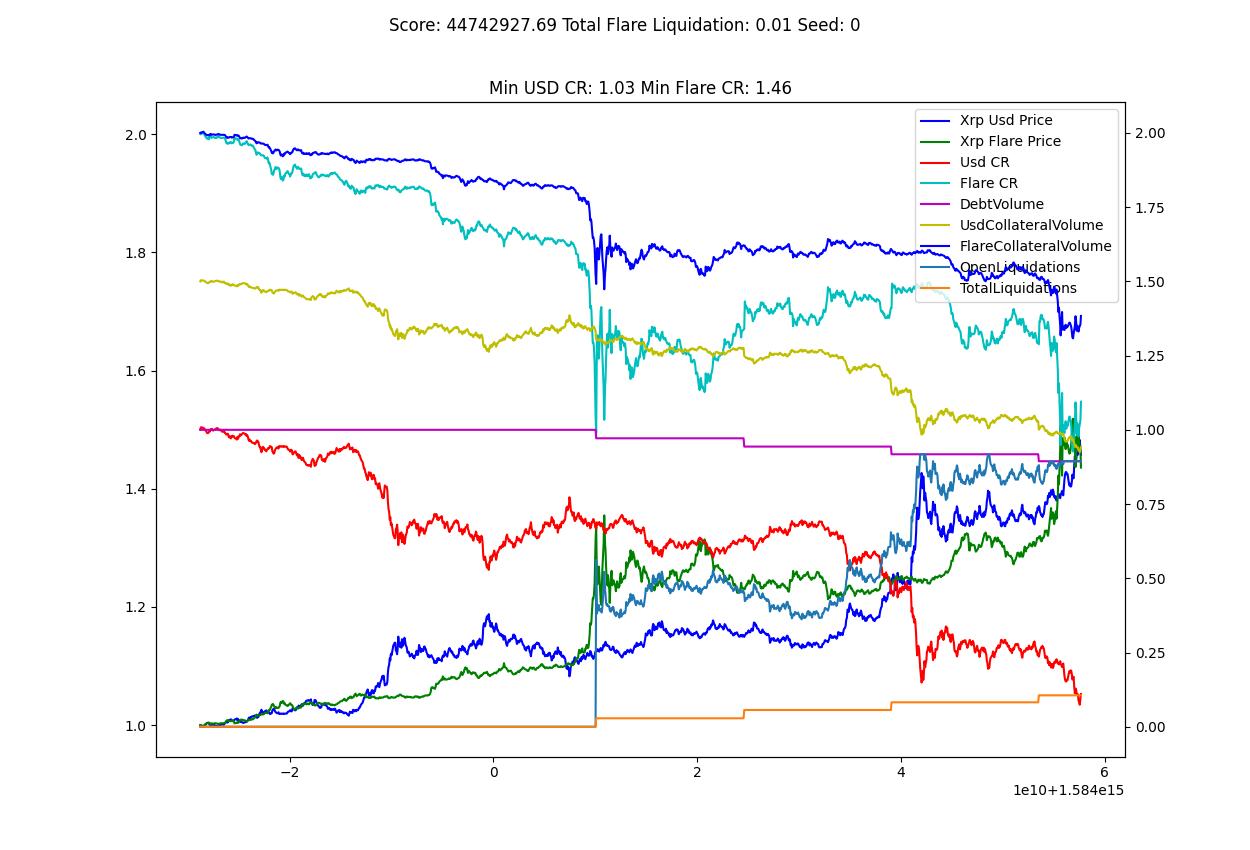 Score: 44742927.69 Total Flare Liquidation: 0.01 Seed: 0
Min USD CR: 1.03 Min Flare CR: 1.46
Xrp Usd Price
Xrp Flare Price
Usd CR
Flare CR
DebtVolume
UsdCollateralVolume
FlareCollateralVolume
OpenLiquidations
TotalLiquidations
2.0
1.8
1.6
1.4
1.2
1.0
2.00
1.75
1.50
1.25
1.00
0.75
0.50
0.25
0.00
−2 0 2 4 6
1e10+1.584e15